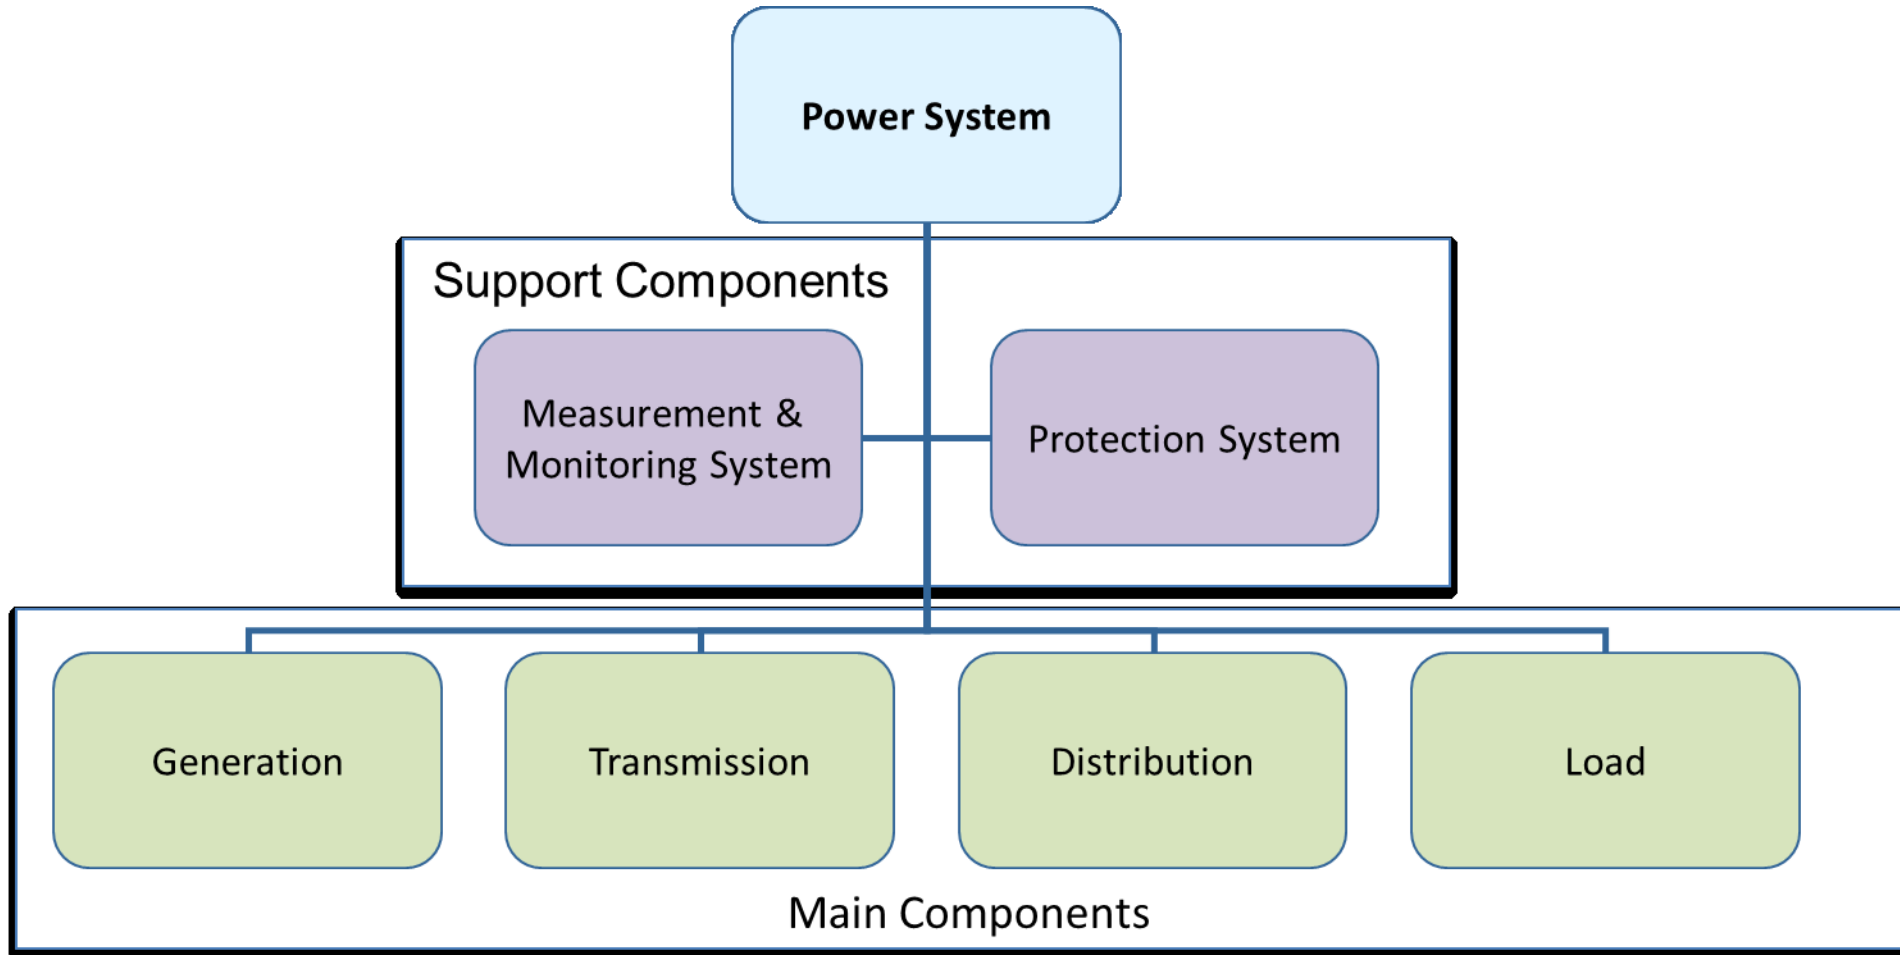 Power System
Support Components
Measurement &
Monitoring System
Protection System
Generation
Transmission
Distribution
Load
Main Components